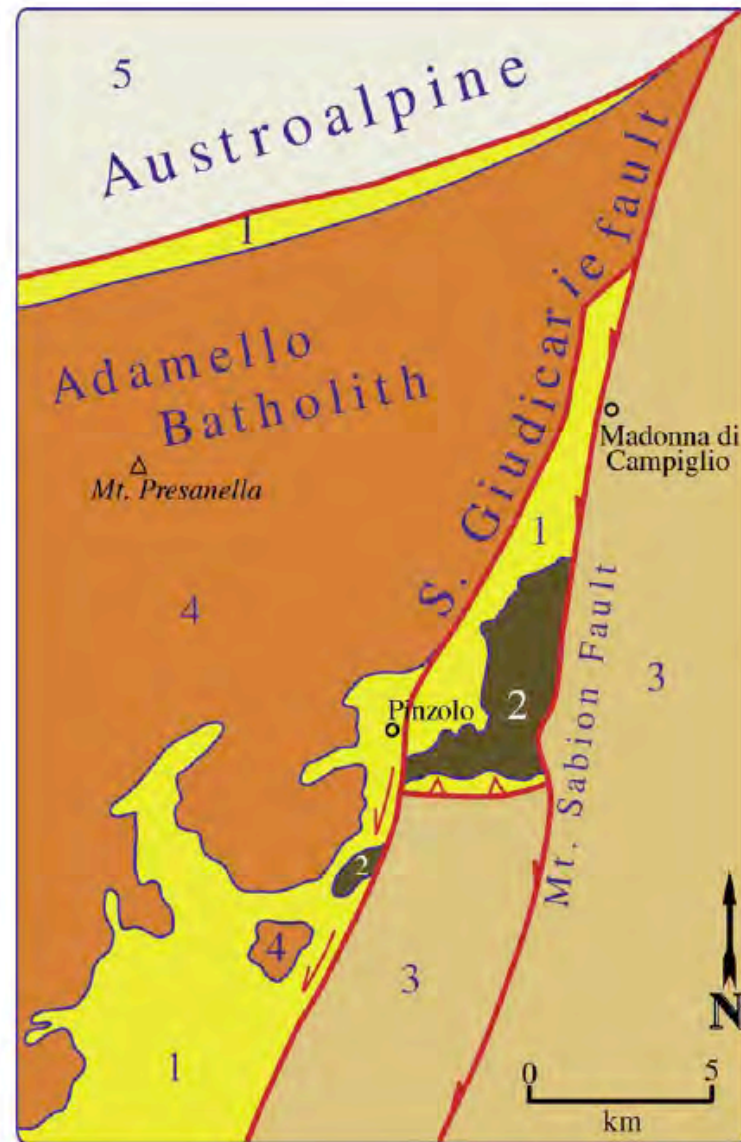 5
Austroalpine
1
Adamello
Batholith
Mt. Presanella
S. Giudicarie fault
Madonna di
Campiglio
1
4
Mt. Sabion Fault
3
2
Pinzolo
2
4
3
1
N
0 5
km